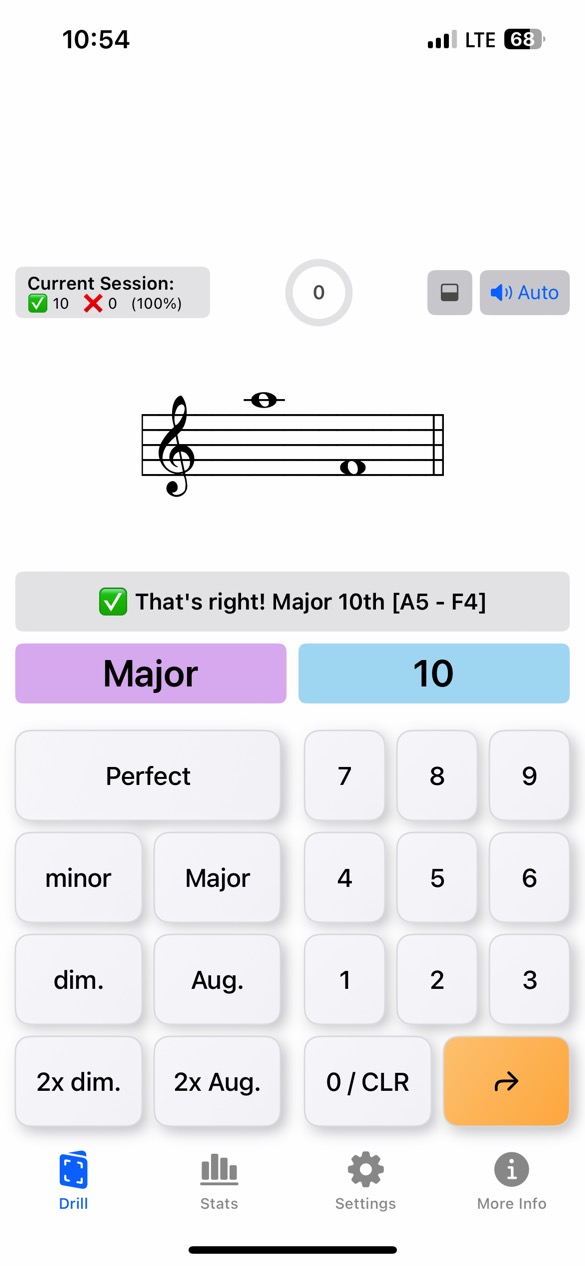 10:54 LTE 68
Current Session:
✅ 10 ❌ 0 (100%)
0
Auto
✅ That's right! Major 10th [A5 - F4]
Major 10
Perfect 7 8 9
minor Major 4 5 6
dim. Aug. 1 2 3
2x dim. 2x Aug. 0 / CLR
Drill Stats Settings More Info